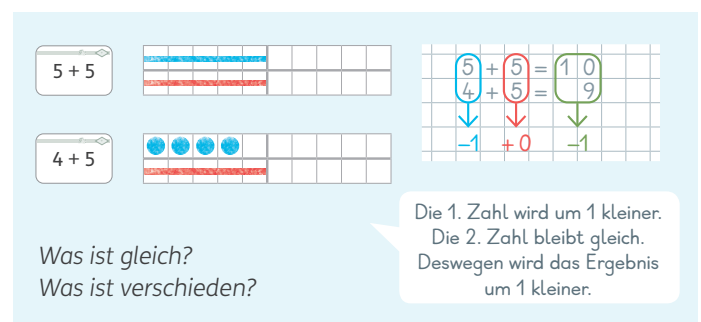 5 + 5
5 + 5 = 10
4 + 5 = 9
–1 +0 –1
4 + 5
Die 1. Zahl wird um 1 kleiner.
Die 2. Zahl bleibt gleich.
Deswegen wird das Ergebnis
um 1 kleiner.
Was ist gleich?
Was ist verschieden?